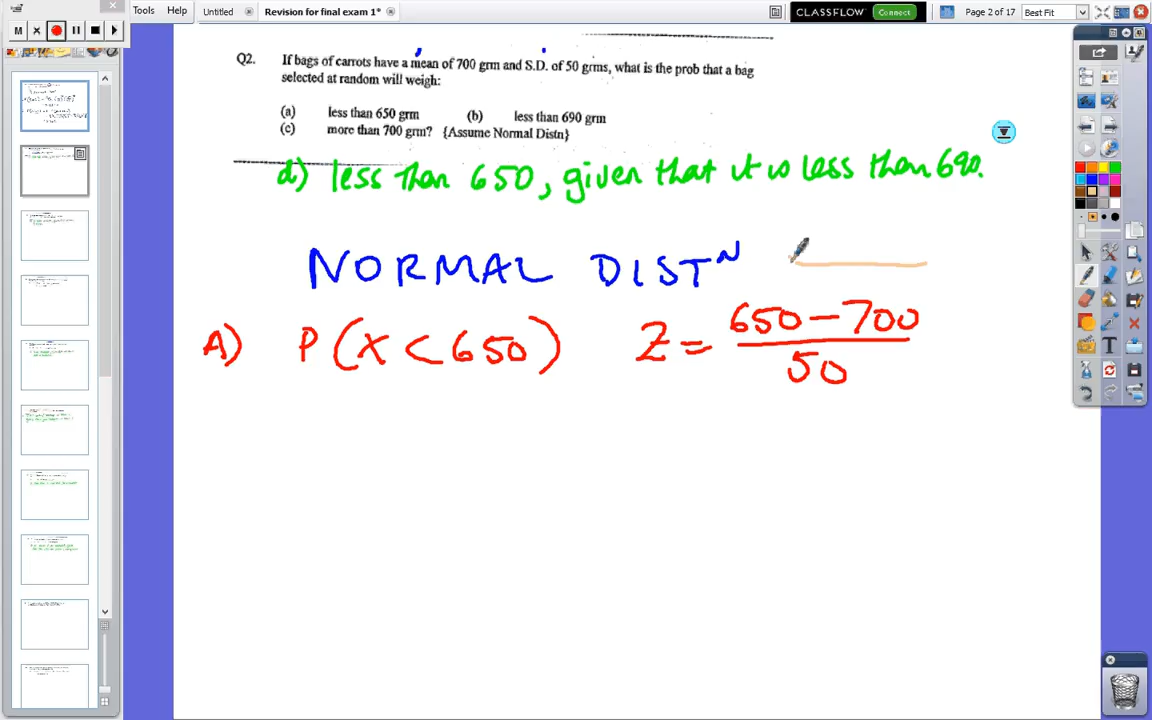 Tools Help Untitled Revision for final exam 1* CLASSFLOW Connect Page 2 of 17 Best Fit
M
Q2. If bags of carrots have a mean of 700 grm and S.D. of 50 grms, what is the prob that a bag
selected at random will weigh:
(a) less than 650 grm (b) less than 690 grm
(c) more than 700 grm? {Assume Normal Distn}
d) less than 650, given that it is less than 690.
NORMAL DISTᴺ
A) P(X<650) Z = 650-700
50